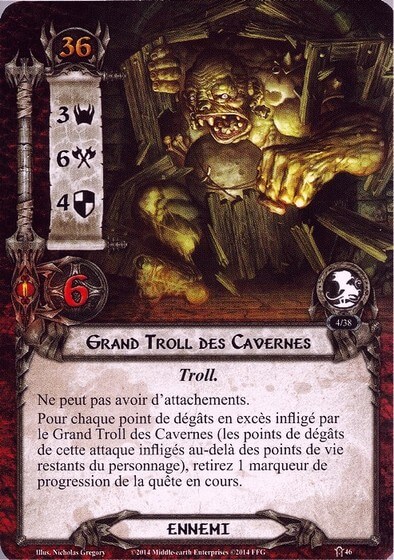 36
3
6
4
6
4/38
Grand Troll des Cavernes
Troll.
Ne peut pas avoir d'attachements.
Pour chaque point de dégâts en excès infligé par
le Grand Troll des Cavernes (les points de dégâts
de cette attaque infligés au-delà des points de vie
restants du personnage), retirez 1 marqueur de
progression de la quête en cours.
ENNEMI
Illus. Nicholas Gregory ©2014 Middle-earth Enterprises ©2014 FFG 46